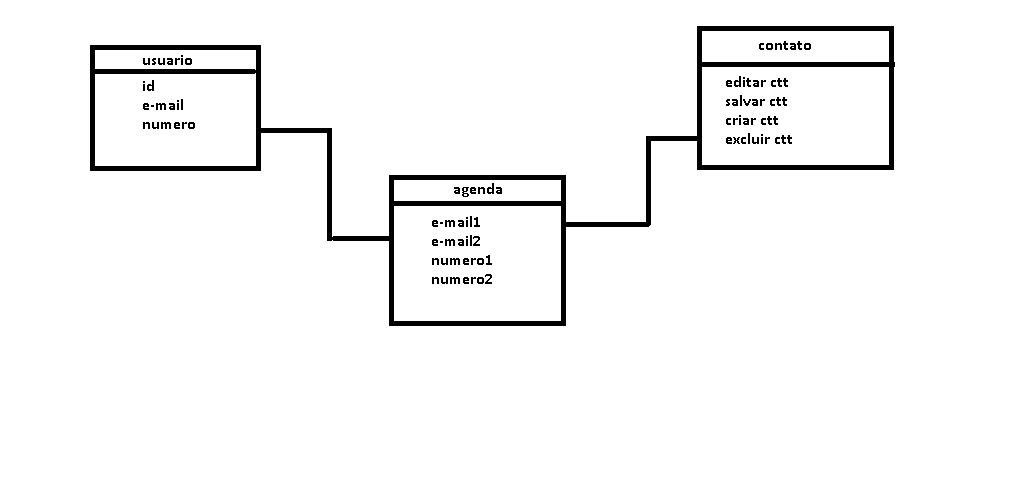 usuario
id
e-mail
numero
agenda
e-mail1
e-mail2
numero1
numero2
contato
editar ctt
salvar ctt
criar ctt
excluir ctt